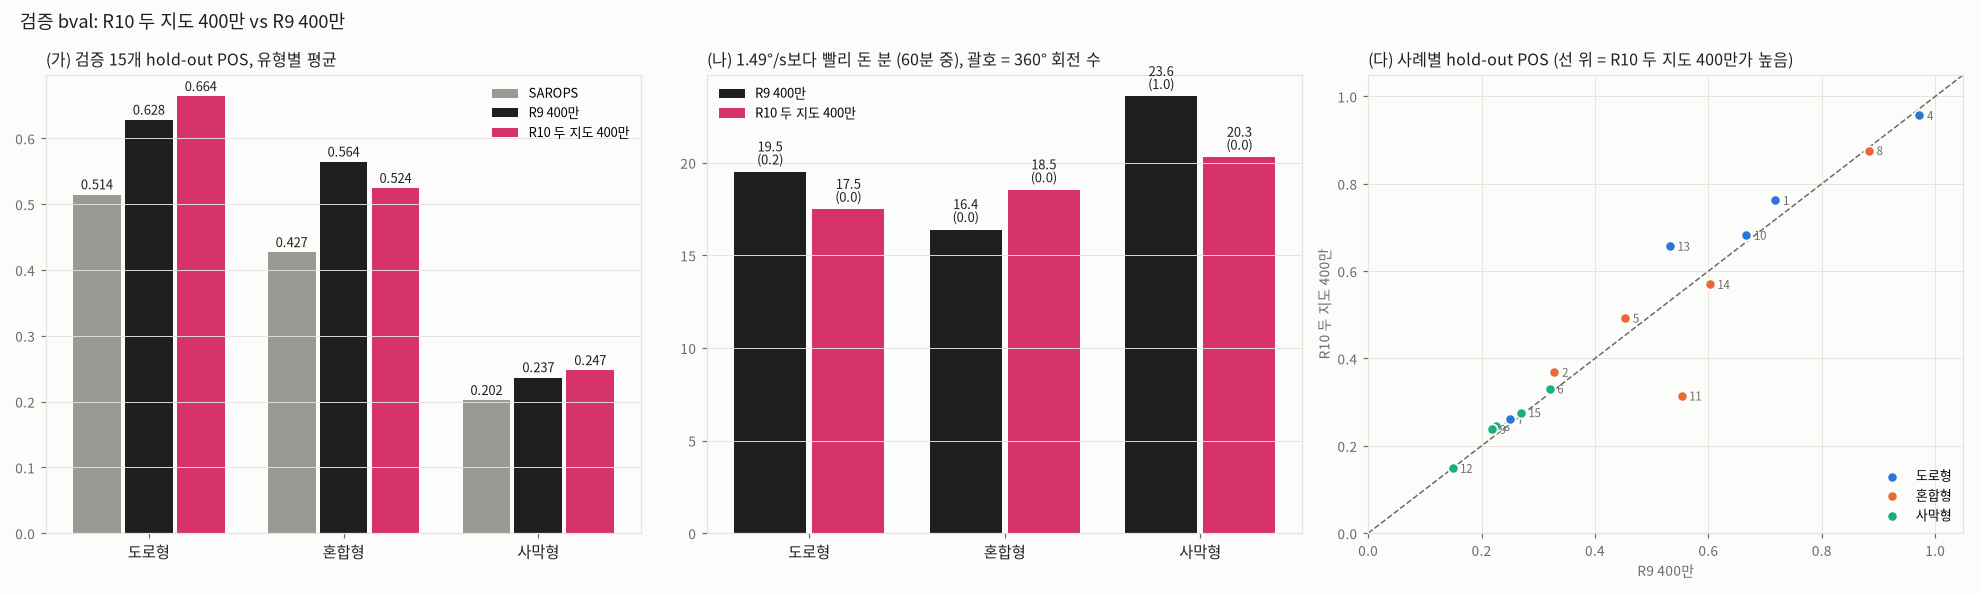 검증 bval: R10 두 지도 400만 vs R9 400만
(가) 검증 15개 hold-out POS, 유형별 평균
SAROPS
R9 400만
R10 두 지도 400만
0.514
0.628
0.664
0.427
0.564
0.524
0.202
0.237
0.247
0.6
0.5
0.4
0.3
0.2
0.1
0.0
도로형
혼합형
사막형
(나) 1.49°/s보다 빨리 돈 분 (60분 중), 괄호 = 360° 회전 수
R9 400만
R10 두 지도 400만
19.5
(0.2)
17.5
(0.0)
16.4
(0.0)
18.5
(0.0)
23.6
(1.0)
20.3
(0.0)
20
15
10
5
0
도로형
혼합형
사막형
(다) 사례별 hold-out POS (선 위 = R10 두 지도 400만가 높음)
R10 두 지도 400만
1.0
0.8
0.6
0.4
0.2
0.0
4
8
1
10
13
14
5
2
11
6
15
7
9
12
도로형
혼합형
사막형
0.0
0.2
0.4
0.6
0.8
1.0
R9 400만